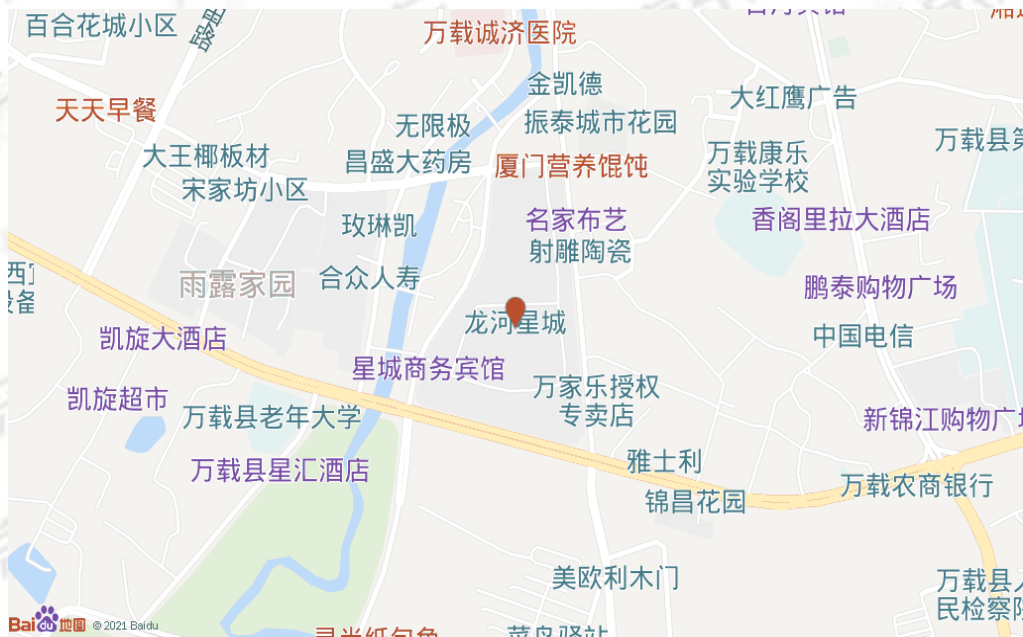 百合花城小区
万载诚济医院
天天早餐
金凯德
大红鹰广告
无限极
振泰城市花园
万载县第
大王椰板材
昌盛大药房
厦门营养馄饨
万载康乐
实验学校
宋家坊小区
玫琳凯
名家布艺
香阁里拉大酒店
射雕陶瓷
雨露家园
合众人寿
鹏泰购物广场
龙河星城
凯旋大酒店
中国电信
星城商务宾馆
凯旋超市
万家乐授权
专卖店
万载县老年大学
新锦江购物广场
万载县星汇酒店
雅士利
锦昌花园
万载农商银行
美欧利木门
万载县人
民检察院
Bai du 地图 © 2021 Baidu